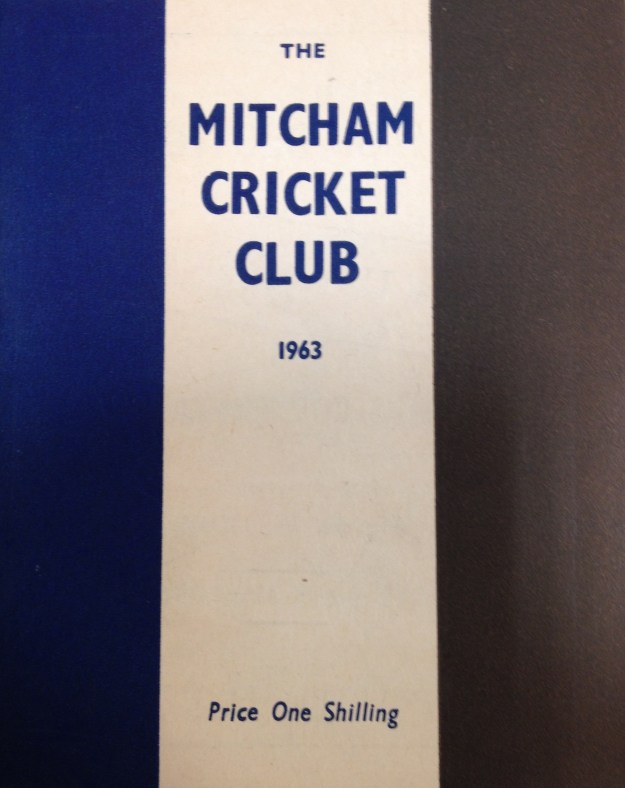 THE
MITCHAM
CRICKET
CLUB
1963
Price One Shilling